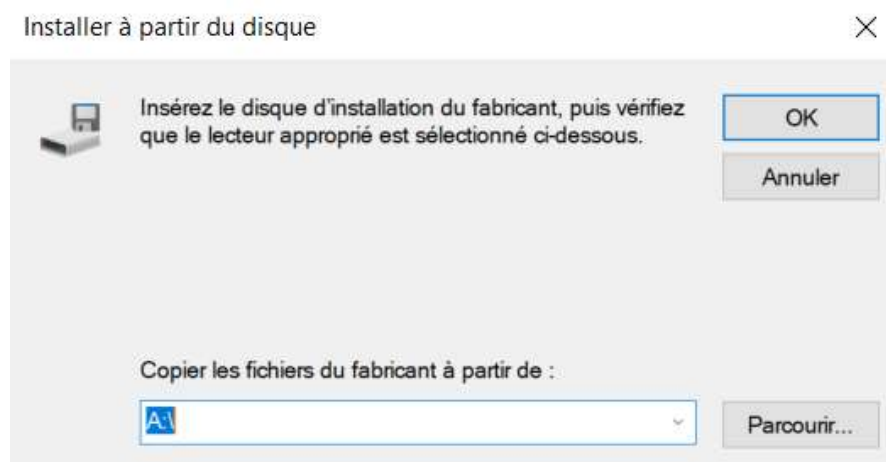 Installer à partir du disque
Insérez le disque d'installation du fabricant, puis vérifiez
que le lecteur approprié est sélectionné ci-dessous.
OK
Annuler
Copier les fichiers du fabricant à partir de :
A:\
Parcourir...